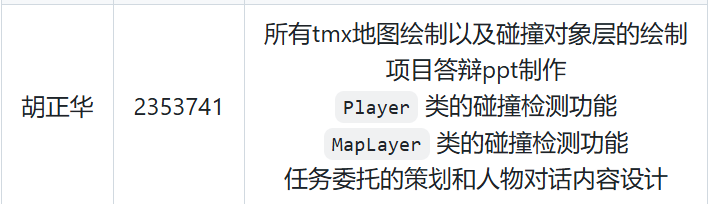 所有tmx地图绘制以及碰撞对象层的绘制
项目答辩ppt制作
胡正华 2353741 Player 类的碰撞检测功能
MapLayer 类的碰撞检测功能
任务委托的策划和人物对话内容设计